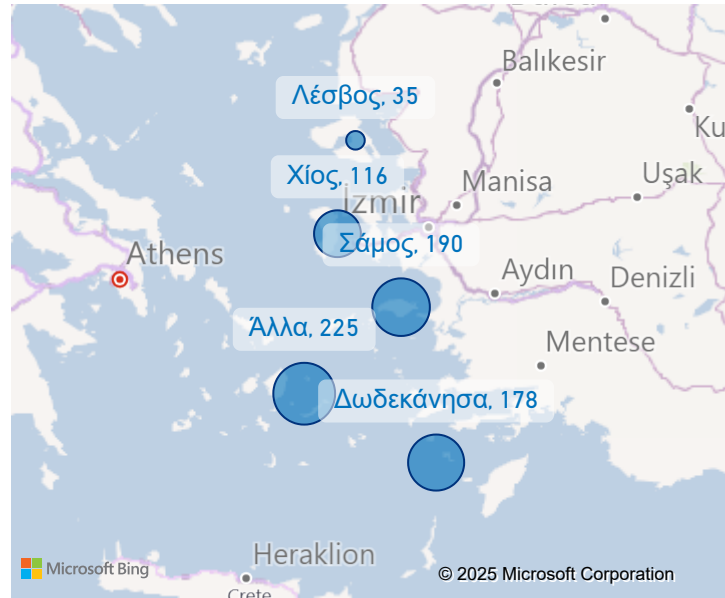 Balıkesir
Λέσβος, 35
Χίος, 116
Manisa
Uşak
İzmir
Σάμος, 190
Athens
Aydın
Denizli
Άλλα, 225
Mentese
Δωδεκάνησα, 178
Heraklion
Microsoft Bing
© 2025 Microsoft Corporation
Crete